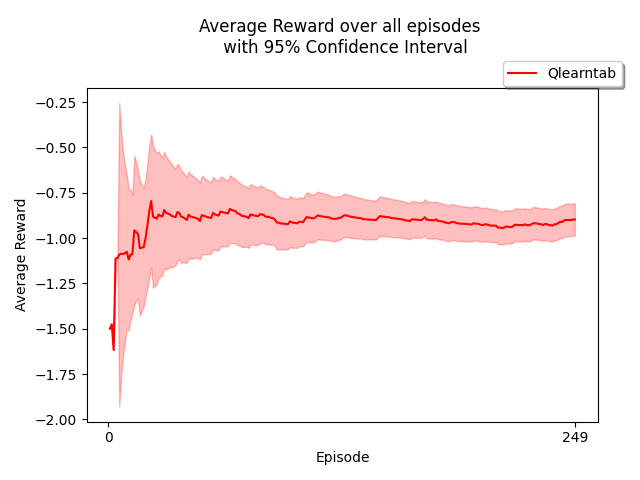 Average Reward over all episodes
with 95% Confidence Interval
Qlearntab
−0.25
−0.50
−0.75
−1.00
−1.25
−1.50
−1.75
−2.00
Average Reward
0
249
Episode